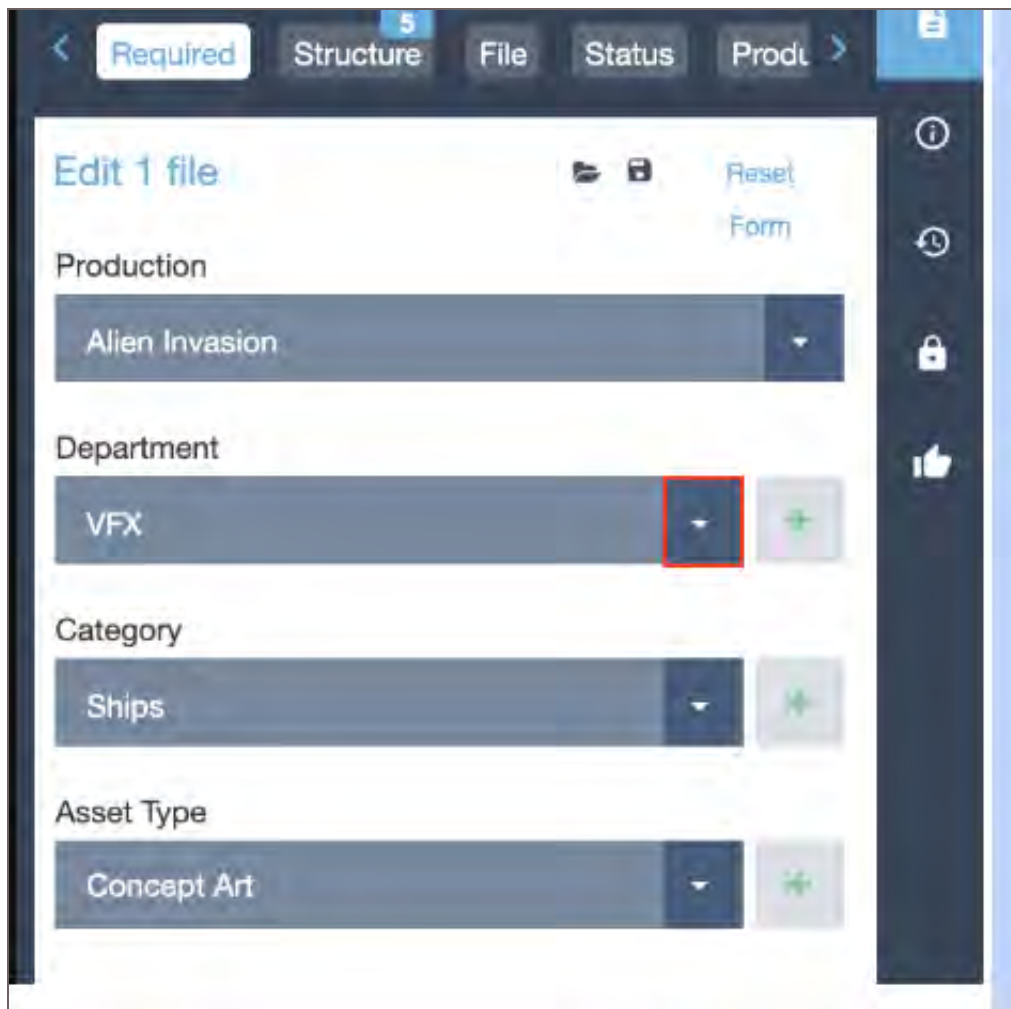 5
Required Structure File Status Produ
Edit 1 file Reset
Form
Production
Alien Invasion
Department
VFX
Category
Ships
Asset Type
Concept Art